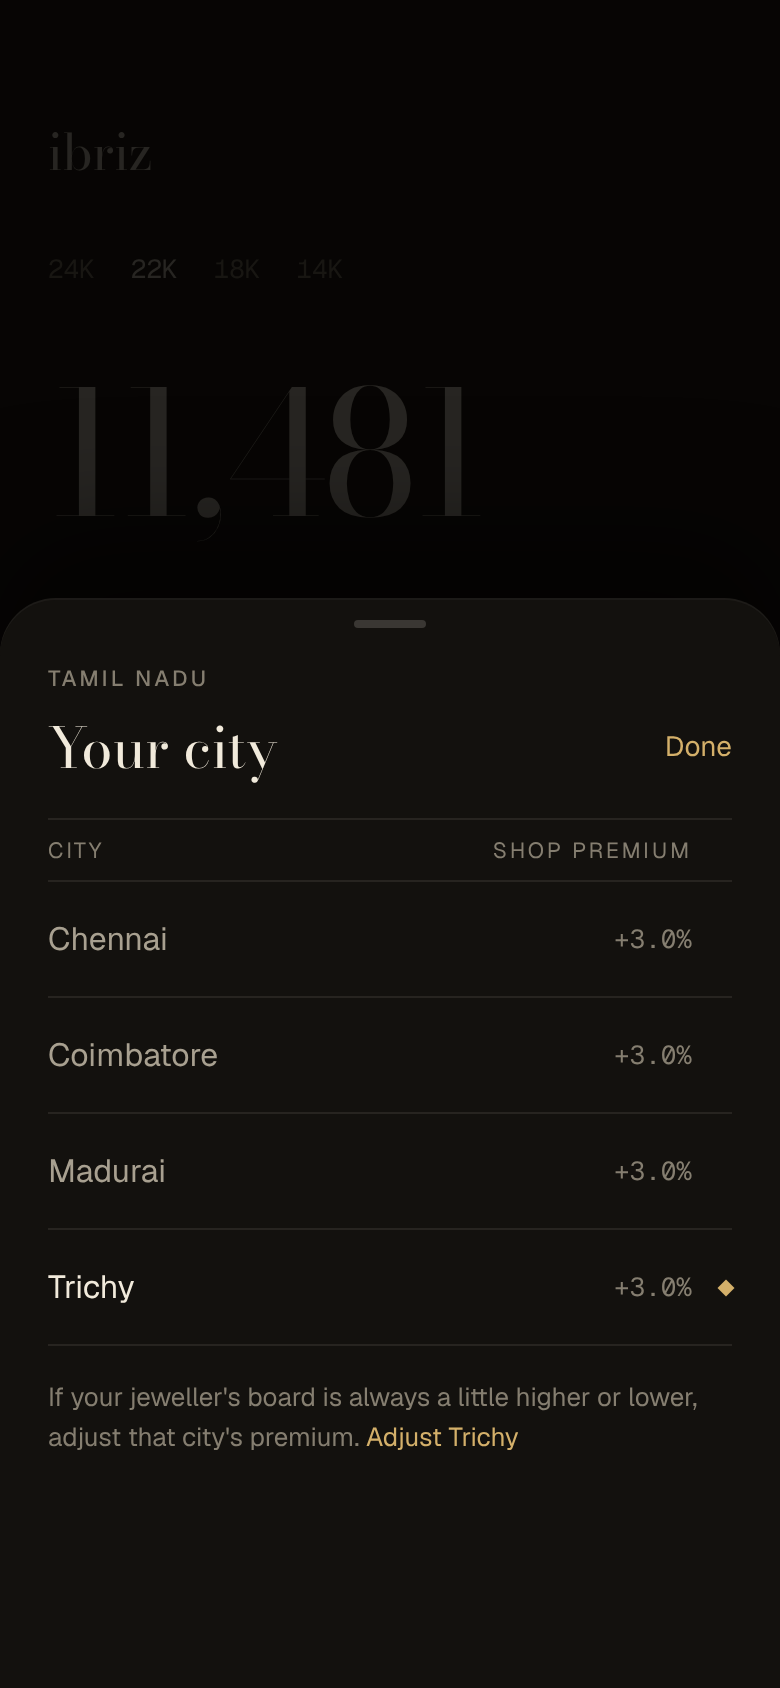 ibriz
24K 22K 18K 14K
11,481
TAMIL NADU
Your city
Done
CITY SHOP PREMIUM
Chennai +3.0%
Coimbatore +3.0%
Madurai +3.0%
Trichy +3.0%
If your jeweller's board is always a little higher or lower,
adjust that city's premium. Adjust Trichy